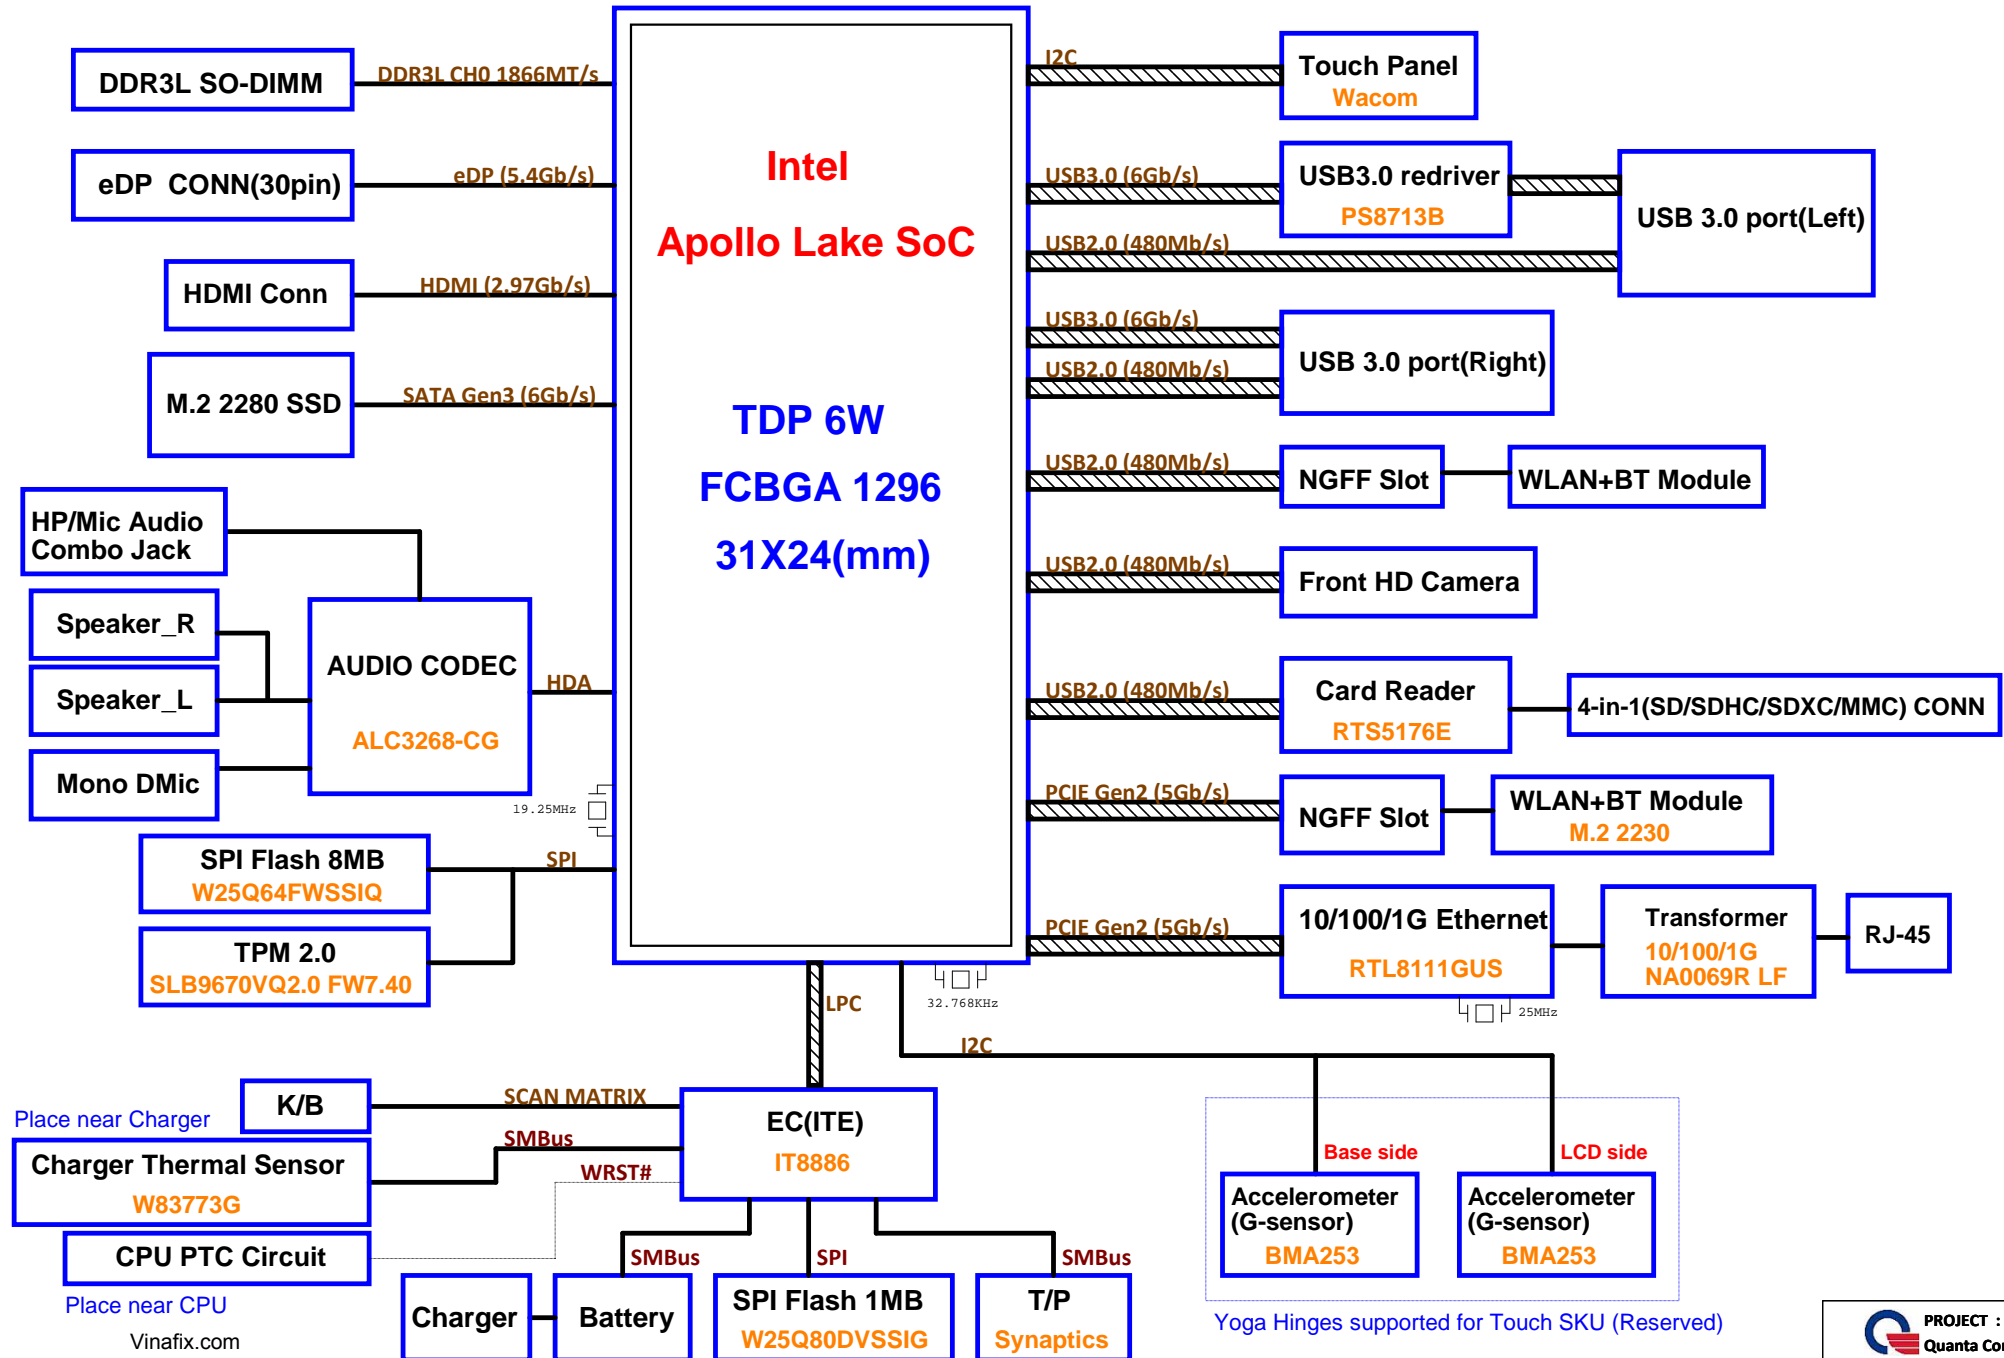 DDR3L SO-DIMM
DDR3L CH0 1866MT/s
eDP CONN(30pin)
eDP (5.4Gb/s)
HDMI Conn
HDMI (2.97Gb/s)
M.2 2280 SSD
SATA Gen3 (6Gb/s)
HP/Mic Audio
Combo Jack
Speaker_R
Speaker_L
Mono DMic
AUDIO CODEC
ALC3268-CG
HDA
19.25MHz
SPI Flash 8MB
W25Q64FWSSIQ
SPI
TPM 2.0
SLB9670VQ2.0 FW7.40
Intel
Apollo Lake SoC
TDP 6W
FCBGA 1296
31X24(mm)
I2C
Touch Panel
Wacom
USB3.0 (6Gb/s)
USB3.0 redriver
PS8713B
USB2.0 (480Mb/s)
USB 3.0 port(Left)
USB3.0 (6Gb/s)
USB2.0 (480Mb/s)
USB 3.0 port(Right)
USB2.0 (480Mb/s)
NGFF Slot
WLAN+BT Module
USB2.0 (480Mb/s)
Front HD Camera
USB2.0 (480Mb/s)
Card Reader
RTS5176E
4-in-1(SD/SDHC/SDXC/MMC) CONN
PCIE Gen2 (5Gb/s)
NGFF Slot
WLAN+BT Module
M.2 2230
PCIE Gen2 (5Gb/s)
10/100/1G Ethernet
RTL8111GUS
25MHz
Transformer
10/100/1G
NA0069R LF
RJ-45
32.768KHz
LPC
I2C
K/B
SCAN MATRIX
Place near Charger
Charger Thermal Sensor
W83773G
SMBus
WRST#
CPU PTC Circuit
Place near CPU
EC(ITE)
IT8886
SMBus
SPI
SMBus
Charger
Battery
SPI Flash 1MB
W25Q80DVSSIG
T/P
Synaptics
Base side
LCD side
Accelerometer
(G-sensor)
BMA253
Accelerometer
(G-sensor)
BMA253
Yoga Hinges supported for Touch SKU (Reserved)
Vinafix.com
PROJECT :
Quanta Co